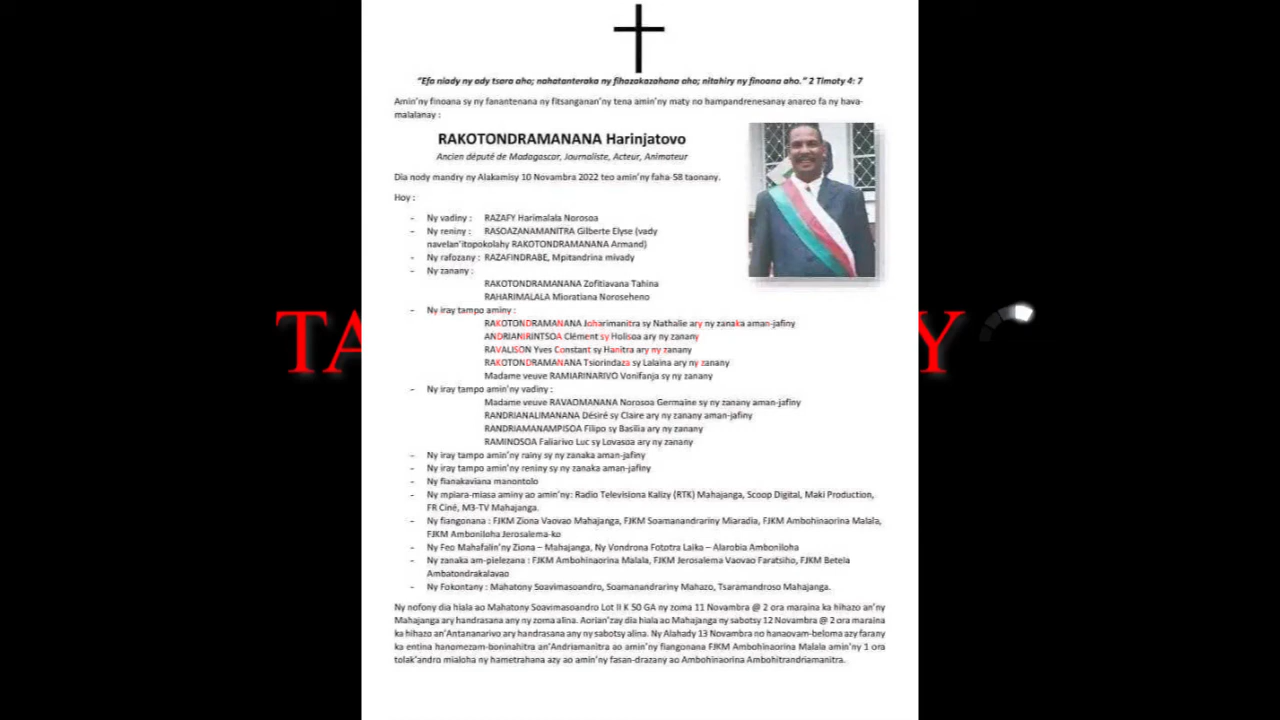 “Efa niady ny ady tsara aho; nahatanteraka ny fihazakazahana aho; nitahiry ny finoana aho.” 2 Timoty 4: 7
Amin’ny finoana sy ny fanantenana ny fitsanganan’ny tena amin’ny maty no hampandrenesanay anareo fa ny hava-
malalanay :
RAKOTONDRAMANANA Harinjatovo
Ancien député de Madagascar, Journaliste, Acteur, Animateur
Dia nody mandry ny Alakamisy 10 Novambra 2022 teo amin’ny faha-58 taonany.
Hoy :
- Ny vadiny : RAZAFY Harimalala Norosoa
- Ny reniny : RASOAZANAMANITRA Gilberte Elyse (vady
navelan’itopokolahy RAKOTONDRAMANANA Armand)
- Ny rafozany : RAZAFINDRABE, Mpitandrina mivady
- Ny zanany :
RAKOTONDRAMANANA Zofitiavana Tahina
RAHARIMALALA Mioratiana Noroseheno
- Ny iray tampo aminy :
RAKOTONDRAMANANA Joharimanitra sy Nathalie ary ny zanaka aman-jafiny
ANDRIANIRINTSOA Clément sy Holisoa ary ny zanany
RAVALISON Yves Constant sy Hanitra ary ny zanany
RAKOTONDRAMANANA Tsiorindaza sy Lalaina ary ny zanany
Madame veuve RAMIARINARIVO Vonifanja sy ny zanany
- Ny iray tampo amin’ny vadiny :
Madame veuve RAVAOMANANA Norosoa Germaine sy ny zanany aman-jafiny
RANDRIANALIMANANA Désiré sy Claire ary ny zanany aman-jafiny
RANDRIAMANAMPISOA Filipo sy Basilia ary ny zanany
RAMINOSOA Faliarivo Luc sy Lovasoa ary ny zanany
- Ny iray tampo amin’ny rainy sy ny zanaka aman-jafiny
- Ny iray tampo amin’ny reniny sy ny zanaka aman-jafiny
- Ny fianakaviana manontolo
- Ny mpiara-miasa aminy ao amin’ny: Radio Televisiona Kalizy (RTK) Mahajanga, Scoop Digital, Maki Production,
FR Ciné, M3-TV Mahajanga.
- Ny fiangonana : FJKM Ziona Vaovao Mahajanga, FJKM Soamanandrariny Miaradia, FJKM Ambohinaorina Malala,
FJKM Amboniloha Jerosalema-ko
- Ny Feo Mahafalin’ny Ziona – Mahajanga, Ny Vondrona Fototra Laika – Alarobia Amboniloha
- Ny zanaka am-pielezana : FJKM Ambohinaorina Malala, FJKM Jerosalema Vaovao Faratsiho, FJKM Betela
Ambatondrakalavao
- Ny Fokontany : Mahatony Soavimasoandro, Soamanandrariny Mahazo, Tsaramandroso Mahajanga.
Ny nofony dia hiala ao Mahatony Soavimasoandro Lot II K 50 GA ny zoma 11 Novambra @ 2 ora maraina ka hihazo an’ny
Mahajanga ary handrasana any ny zoma alina. Aorian’zay dia hiala ao Mahajanga ny sabotsy 12 Novambra @ 2 ora maraina
ka hihazo an’Antananarivo ary handrasana any ny sabotsy alina. Ny Alahady 13 Novambra no hanaovam-beloma azy farany
ka entina hanomezam-boninahitra an’Andriamanitra ao amin’ny fiangonana FJKM Ambohinaorina Malala amin’ny 1 ora
tolak’andro mialoha ny hametrahana azy ao amin’ny fasan-drazany ao Ambohinaorina Ambohitrandriamanitra.
TA
Y